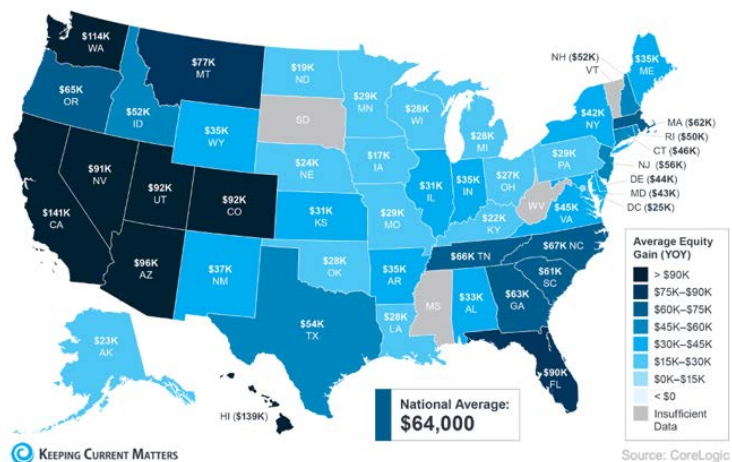 $114K
WA
$65K
OR
$52K
ID
$77K
MT
$19K
ND
$29K
MN
$28K
WI
$28K
MI
NH ($52K)
VT
$35K
ME
$42K
NY
MA ($62K)
RI ($50K)
CT ($46K)
NJ ($56K)
DE ($44K)
MD ($43K)
DC ($25K)
SD
$35K
WY
$24K
NE
$17K
IA
$31K
IL
$35K
IN
$27K
OH
$29K
PA
WV
$45K
VA
$91K
NV
$92K
UT
$92K
CO
$31K
KS
$29K
MO
$22K
KY
$141K
CA
$96K
AZ
$37K
NM
$28K
OK
$35K
AR
$66K TN
$67K NC
$61K
SC
$54K
TX
$28K
LA
MS
$33K
AL
$63K
GA
$90K
FL
$23K
AK
HI ($139K)
Average Equity
Gain (YOY)
> $90K
$75K–$90K
$60K–$75K
$45K–$60K
$30K–$45K
$15K–$30K
$0K–$15K
< $0
Insufficient
Data
National Average:
$64,000
KEEPING CURRENT MATTERS
Source: CoreLogic